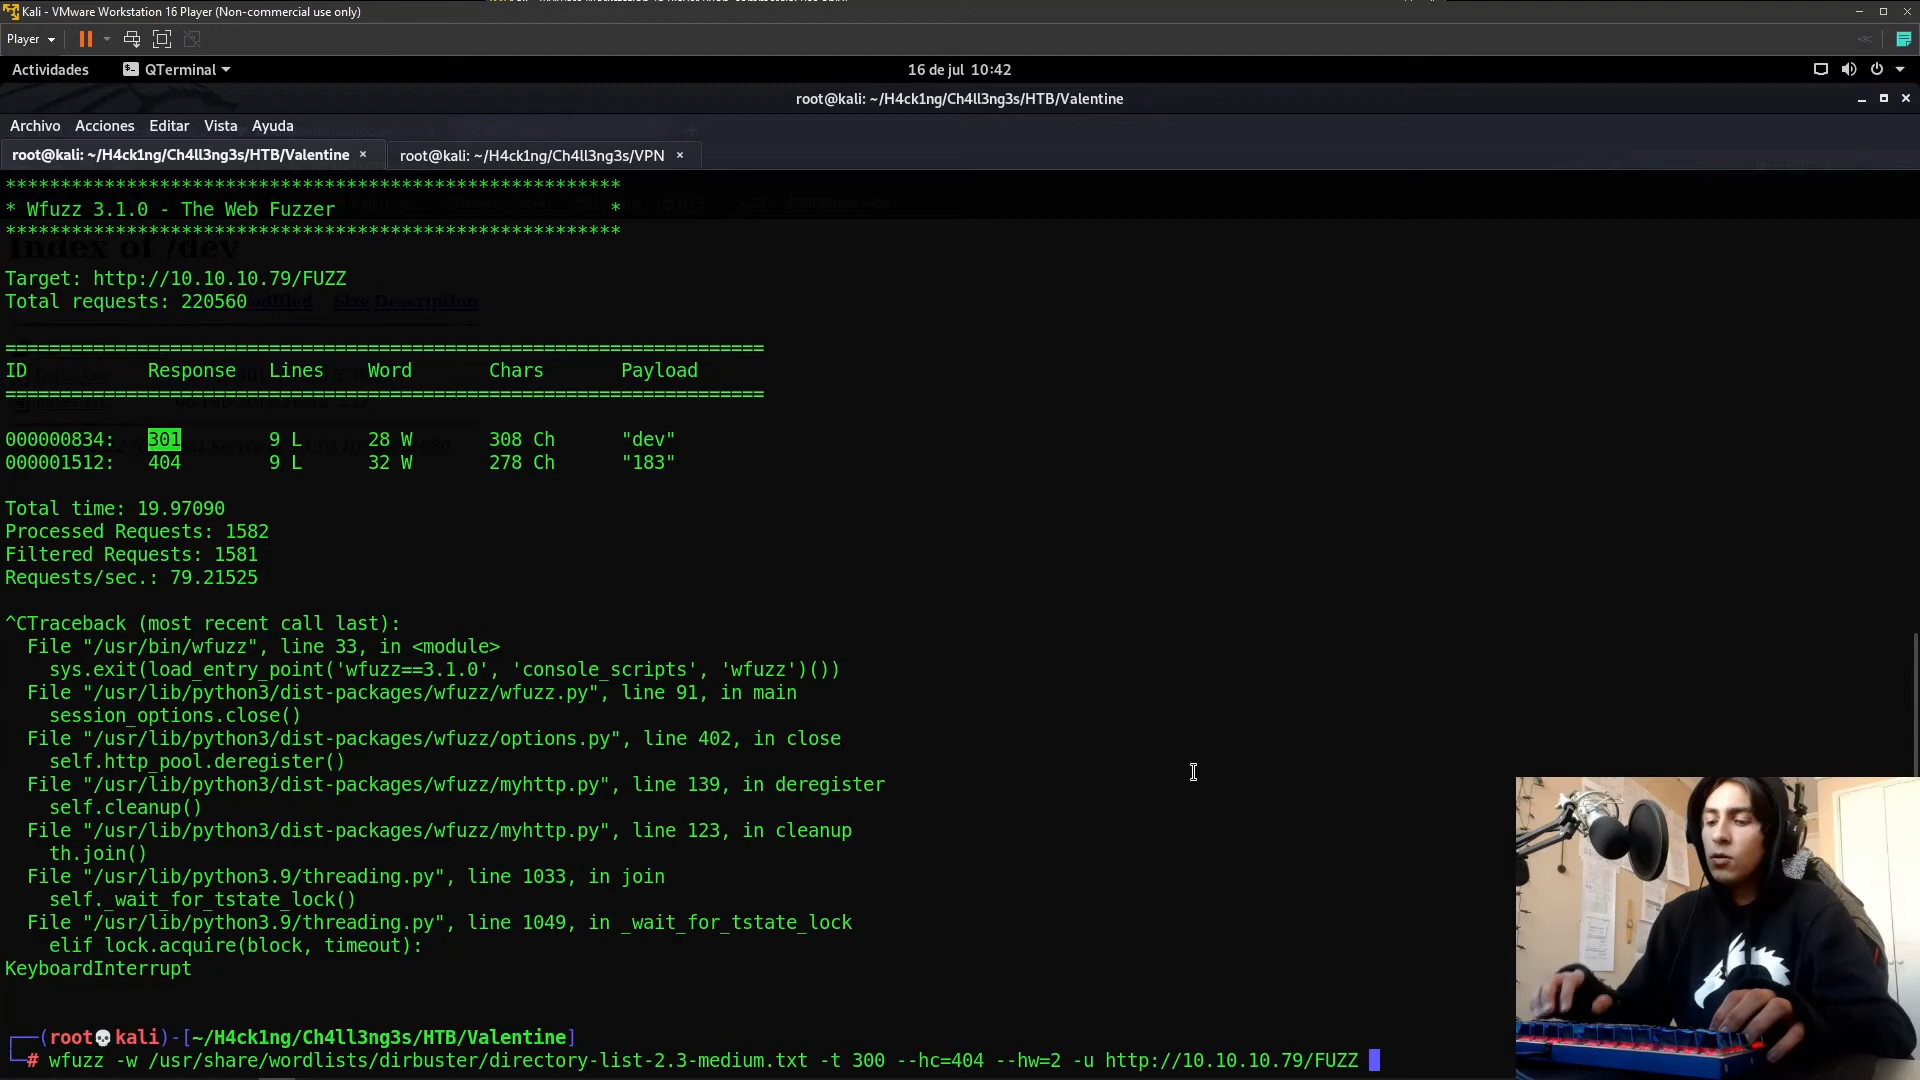 Kali - VMware Workstation 16 Player (Non-commercial use only)
Player
Actividades QTerminal 16 de jul 10:42
root@kali: ~/H4ck1ng/Ch4ll3ng3s/HTB/Valentine
Archivo Acciones Editar Vista Ayuda
root@kali: ~/H4ck1ng/Ch4ll3ng3s/HTB/Valentine × root@kali: ~/H4ck1ng/Ch4ll3ng3s/VPN ×
********************************************************
* Wfuzz 3.1.0 - The Web Fuzzer                         *
********************************************************
Index of /dev
Target: http://10.10.10.79/FUZZ
Total requests: 220560
Size Description
=====================================================================
ID Response Lines Word Chars Payload
=====================================================================
000000834: 301 9 L 28 W 308 Ch "dev"
000001512: 404 9 L 32 W 278 Ch "183"
Total time: 19.97090
Processed Requests: 1582
Filtered Requests: 1581
Requests/sec.: 79.21525
^CTraceback (most recent call last):
File "/usr/bin/wfuzz", line 33, in <module>
sys.exit(load_entry_point('wfuzz==3.1.0', 'console_scripts', 'wfuzz')())
File "/usr/lib/python3/dist-packages/wfuzz/wfuzz.py", line 91, in main
session_options.close()
File "/usr/lib/python3/dist-packages/wfuzz/options.py", line 402, in close
self.http_pool.deregister()
File "/usr/lib/python3/dist-packages/wfuzz/myhttp.py", line 139, in deregister
self.cleanup()
File "/usr/lib/python3/dist-packages/wfuzz/myhttp.py", line 123, in cleanup
th.join()
File "/usr/lib/python3.9/threading.py", line 1033, in join
self._wait_for_tstate_lock()
File "/usr/lib/python3.9/threading.py", line 1049, in _wait_for_tstate_lock
elif lock.acquire(block, timeout):
KeyboardInterrupt
┌──(root💀kali)-[~/H4ck1ng/Ch4ll3ng3s/HTB/Valentine]
└─# wfuzz -w /usr/share/wordlists/dirbuster/directory-list-2.3-medium.txt -t 300 --hc=404 --hw=2 -u http://10.10.10.79/FUZZ